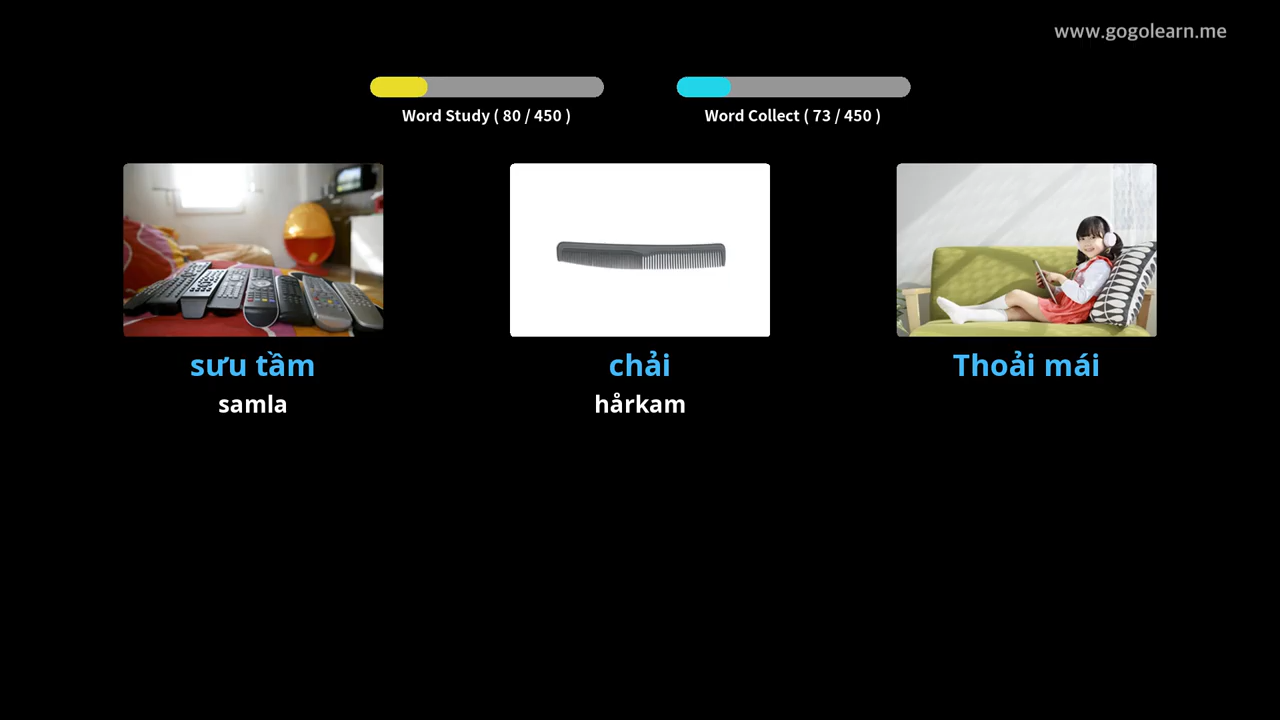 www.gogolearn.me
Word Study ( 80 / 450 )
Word Collect ( 73 / 450 )
sưu tầm
samla
chải
hårkam
Thoải mái